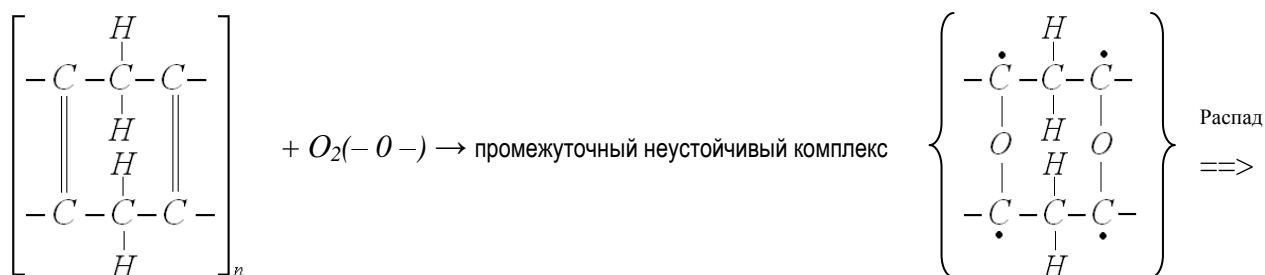 H H
– C – C – C – – C – C – C –
H H Распад
+ O₂(– 0 –) → промежуточный неустойчивый комплекс O O
H H ==>
– C – C – C – – C – C – C –
H n H